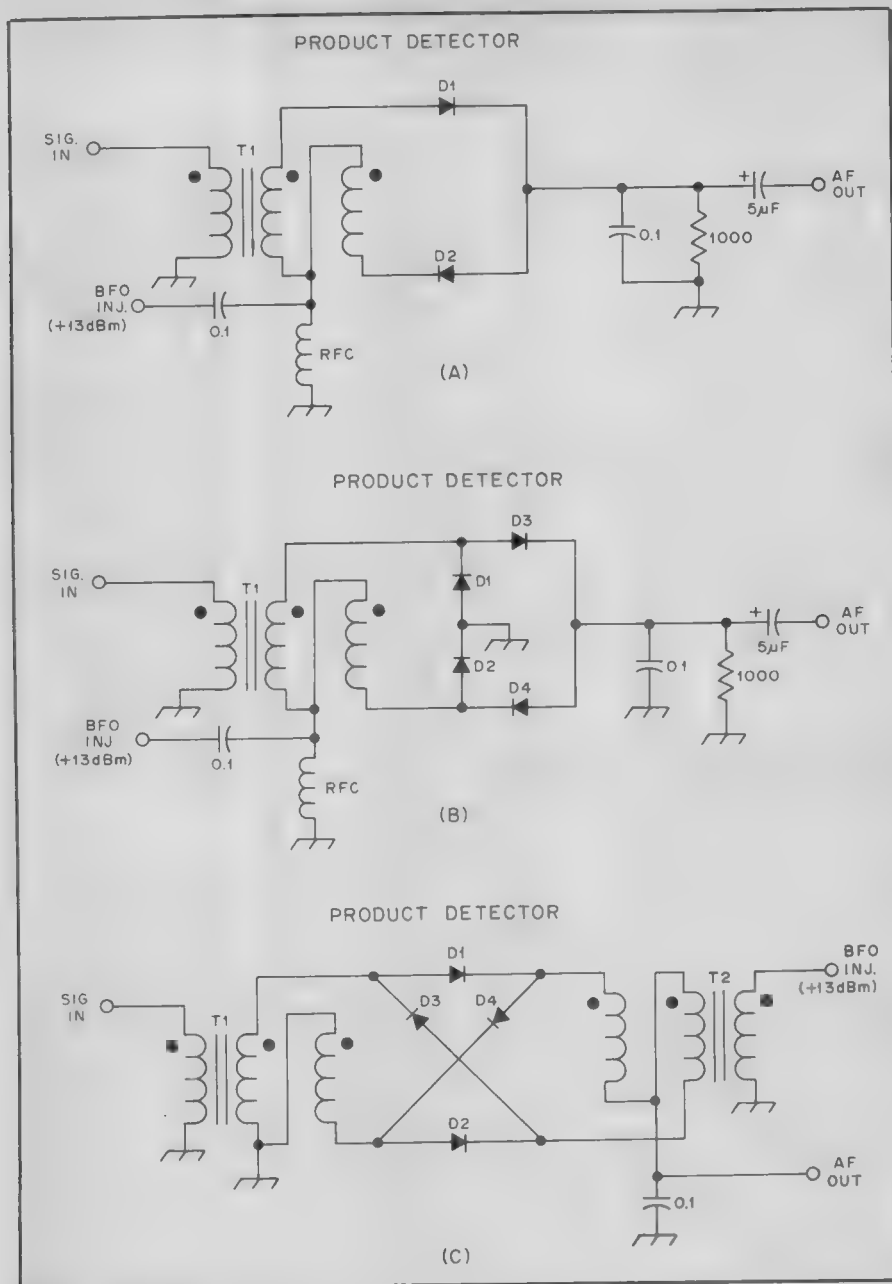 PRODUCT DETECTOR
D1
SIG.
IN
T1
+
AF
OUT
5µF
0.1
1000
D2
BFO
INJ.
(+13dBm)
0.1
RFC
(A)
PRODUCT DETECTOR
D3
SIG.
IN
T1
D1
+
AF
OUT
5µF
D2
0.1
1000
D4
BFO
INJ
(+13dBm)
0.1
RFC
(B)
PRODUCT DETECTOR
D1
BFO
INJ.
(+13dBm)
SIG
IN
T1
D3
D4
T2
D2
AF
OUT
0.1
(C)